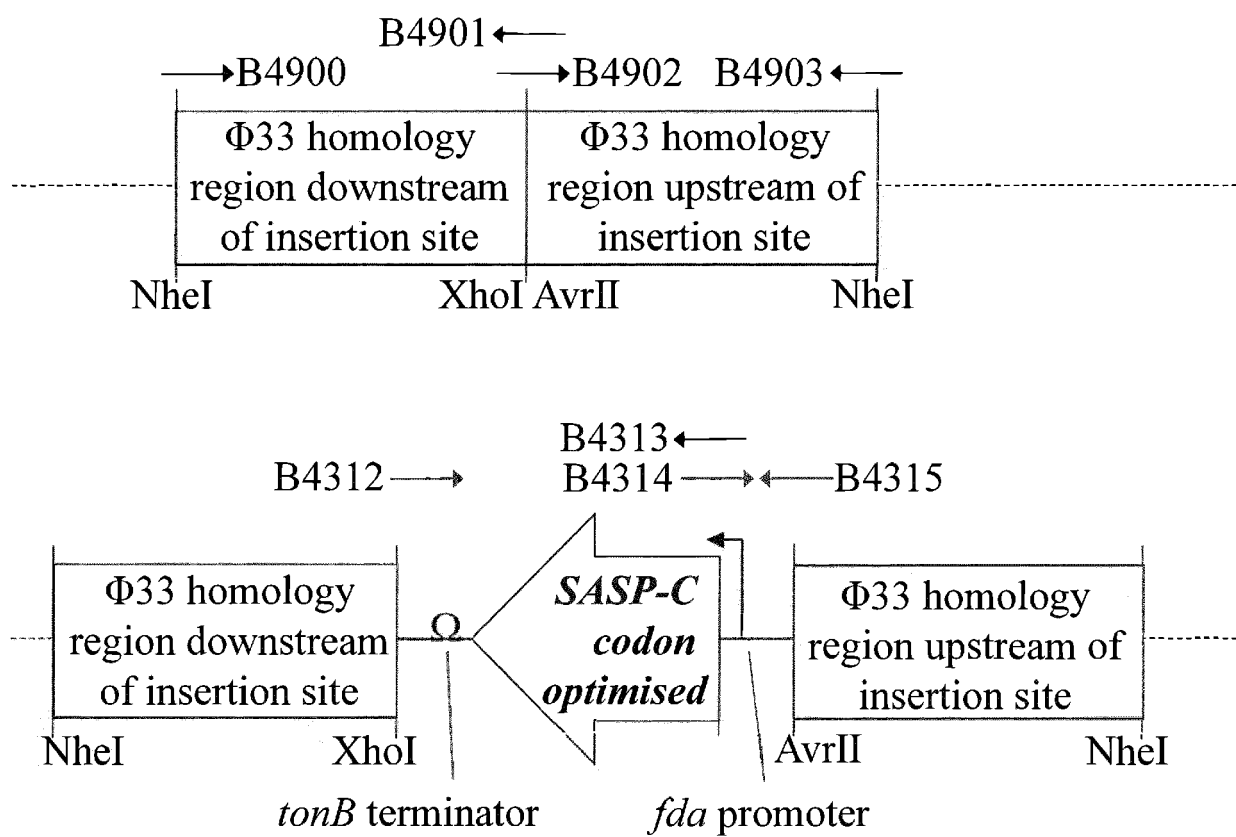 B4901
B4900 B4902 B4903
Φ33 homology region downstream of insertion site
Φ33 homology region upstream of insertion site
NheI XhoI AvrII NheI
B4313
B4312 B4314 B4315
Φ33 homology region downstream of insertion site
Ω
SASP-C codon optimised
Φ33 homology region upstream of insertion site
NheI XhoI AvrII NheI
tonB terminator fda promoter